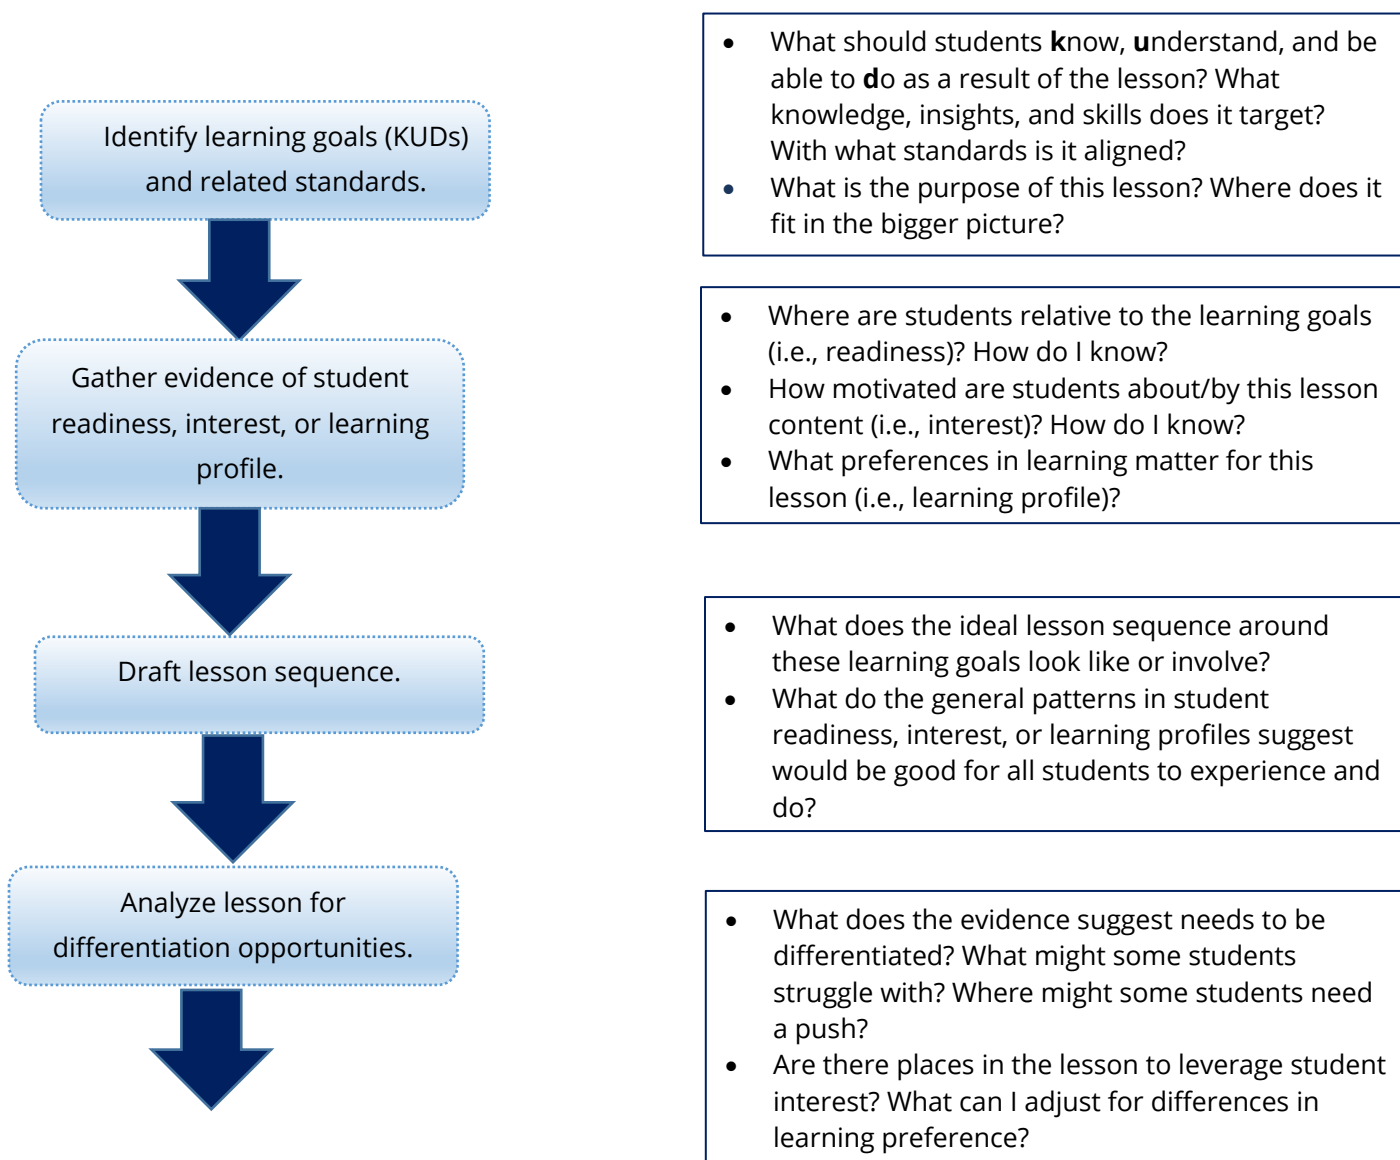 Identify learning goals (KUDs)
and related standards.
• What should students know, understand, and be
able to do as a result of the lesson? What
knowledge, insights, and skills does it target?
With what standards is it aligned?
• What is the purpose of this lesson? Where does it
fit in the bigger picture?
Gather evidence of student
readiness, interest, or learning
profile.
• Where are students relative to the learning goals
(i.e., readiness)? How do I know?
• How motivated are students about/by this lesson
content (i.e., interest)? How do I know?
• What preferences in learning matter for this
lesson (i.e., learning profile)?
Draft lesson sequence.
• What does the ideal lesson sequence around
these learning goals look like or involve?
• What do the general patterns in student
readiness, interest, or learning profiles suggest
would be good for all students to experience and
do?
Analyze lesson for
differentiation opportunities.
• What does the evidence suggest needs to be
differentiated? What might some students
struggle with? Where might some students need
a push?
• Are there places in the lesson to leverage student
interest? What can I adjust for differences in
learning preference?